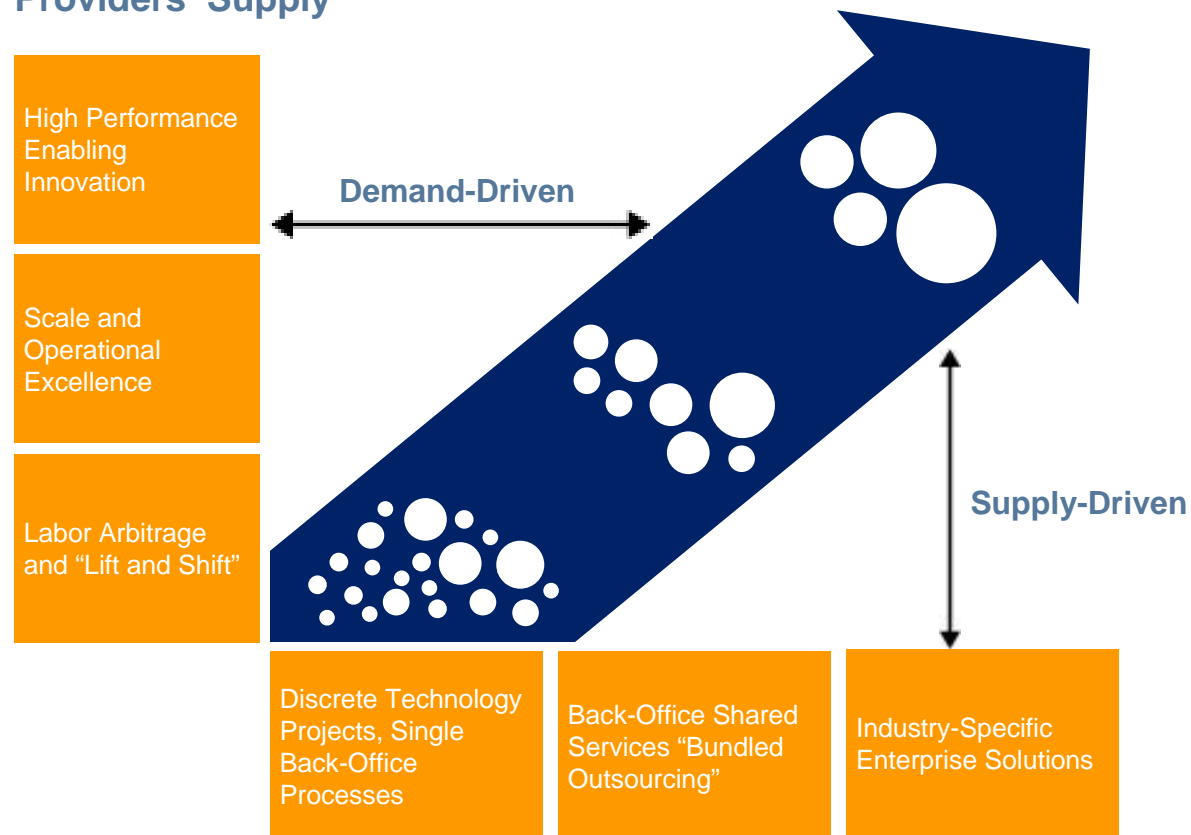 Providers' Supply
High Performance
Enabling
Innovation
Demand-Driven
Scale and
Operational
Excellence
Supply-Driven
Labor Arbitrage
and “Lift and Shift”
Discrete Technology
Projects, Single
Back-Office
Processes
Back-Office Shared
Services “Bundled
Outsourcing”
Industry-Specific
Enterprise Solutions